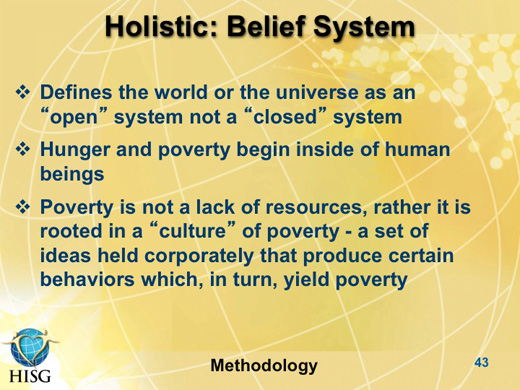 Holistic: Belief System
❖ Defines the world or the universe as an
“open” system not a “closed” system
❖ Hunger and poverty begin inside of human
beings
❖ Poverty is not a lack of resources, rather it is
rooted in a “culture” of poverty - a set of
ideas held corporately that produce certain
behaviors which, in turn, yield poverty
HISG
Methodology
43